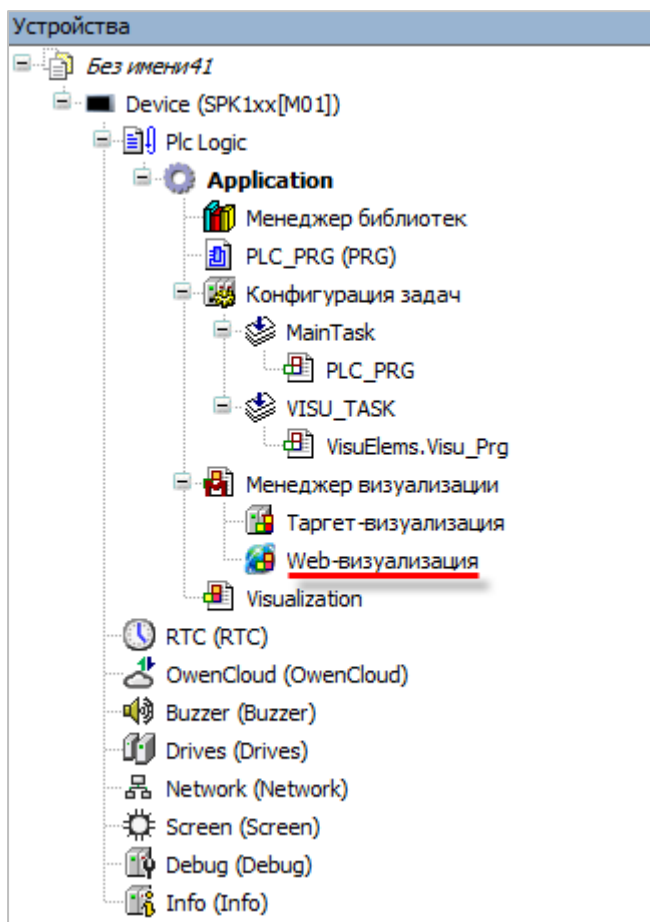 Устройства
Без имени41
Device (SPK1xx[M01])
Plc Logic
Application
Менеджер библиотек
PLC_PRG (PRG)
Конфигурация задач
MainTask
PLC_PRG
VISU_TASK
VisuElems.Visu_Prg
Менеджер визуализации
Таргет-визуализация
Web-визуализация
Visualization
RTC (RTC)
OwenCloud (OwenCloud)
Buzzer (Buzzer)
Drives (Drives)
Network (Network)
Screen (Screen)
Debug (Debug)
Info (Info)